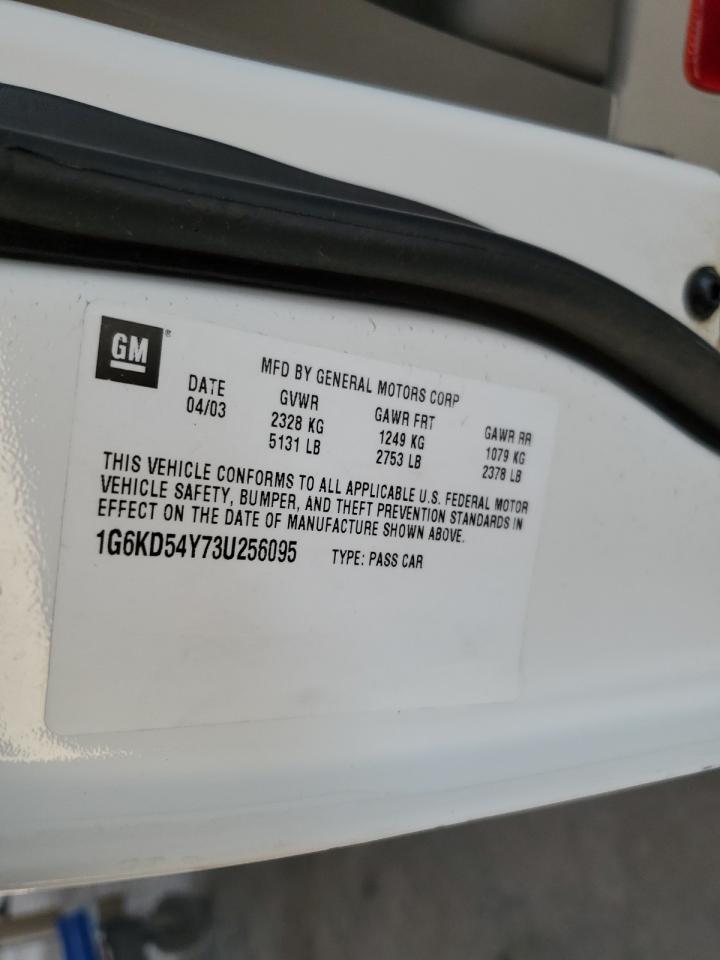 GM ®
MFD BY GENERAL MOTORS CORP
DATE GVWR GAWR FRT GAWR RR
04/03 2328 KG 1249 KG 1079 KG
5131 LB 2753 LB 2378 LB
THIS VEHICLE CONFORMS TO ALL APPLICABLE U.S. FEDERAL MOTOR
VEHICLE SAFETY, BUMPER, AND THEFT PREVENTION STANDARDS IN
EFFECT ON THE DATE OF MANUFACTURE SHOWN ABOVE.
1G6KD54Y73U256095 TYPE: PASS CAR